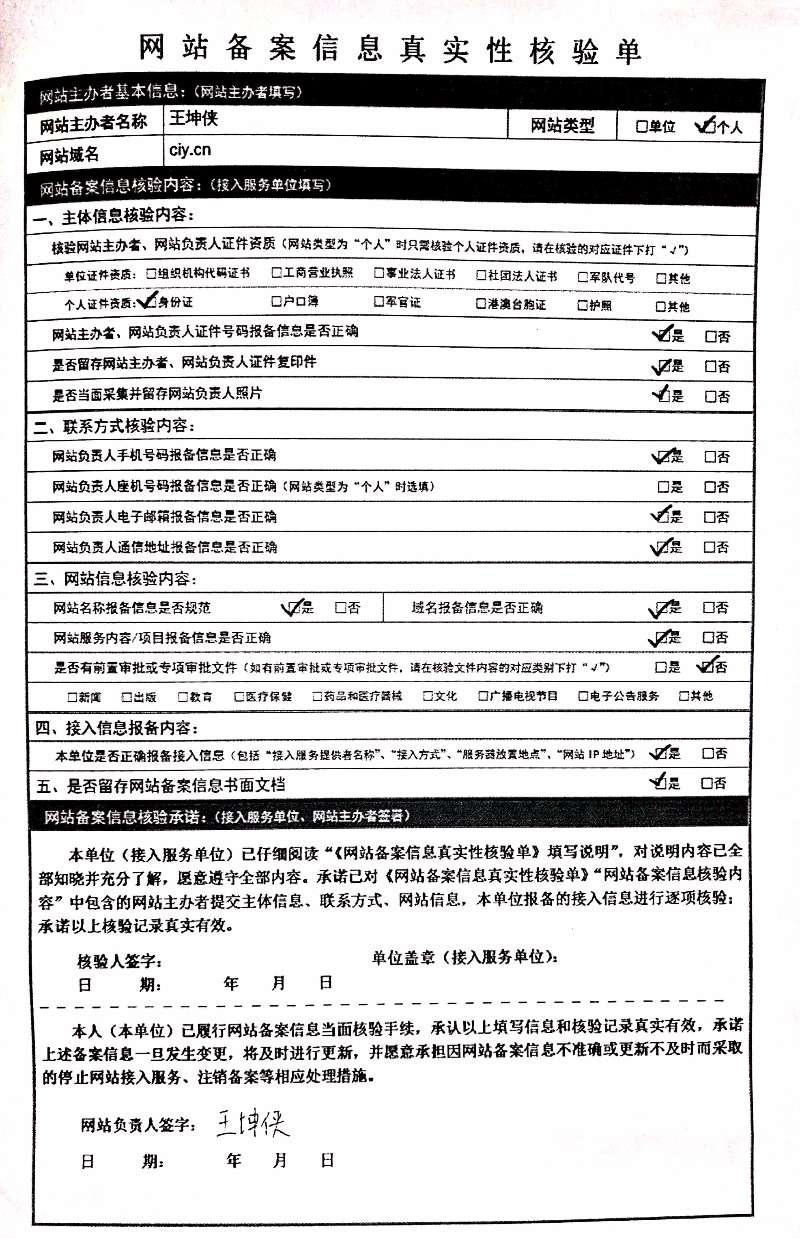 网站备案信息真实性核验单
网站主办者基本信息：（网站主办者填写）
网站主办者名称 王坤侠 网站类型 □单位 ☑个人
网站域名 ciy.cn
网站备案信息核验内容：（接入服务单位填写）
一、主体信息核验内容：
核验网站主办者、网站负责人证件资质（网站类型为“个人”时只需核验个人证件资质，请在核验的对应证件下打“√”）
单位证件资质：□组织机构代码证书 □工商营业执照 □事业法人证书 □社团法人证书 □军队代号 □其他
个人证件资质：☑身份证 □户口簿 □军官证 □港澳台胞证 □护照 □其他
网站主办者、网站负责人证件号码报备信息是否正确 ☑是 □否
是否留存网站主办者、网站负责人证件复印件 ☑是 □否
是否当面采集并留存网站负责人照片 ☑是 □否
二、联系方式核验内容：
网站负责人手机号码报备信息是否正确 ☑是 □否
网站负责人座机号码报备信息是否正确（网站类型为“个人”时选填） □是 □否
网站负责人电子邮箱报备信息是否正确 ☑是 □否
网站负责人通信地址报备信息是否正确 ☑是 □否
三、网站信息核验内容：
网站名称报备信息是否规范 ☑是 □否 域名报备信息是否正确 ☑是 □否
网站服务内容/项目报备信息是否正确 ☑是 □否
是否有前置审批或专项审批文件（如有前置审批或专项审批文件，请在核验文件内容的对应类别下打“√”） □是 ☑否
□新闻 □出版 □教育 □医疗保健 □药品和医疗器械 □文化 □广播电视节目 □电子公告服务 □其他
四、接入信息报备内容：
本单位是否正确报备接入信息（包括“接入服务提供者名称”、“接入方式”、“服务器放置地点”、“网站 IP 地址”） ☑是 □否
五、是否留存网站备案信息书面文档 ☑是 □否
网站备案信息核验承诺：（接入服务单位、网站主办者签署）
本单位（接入服务单位）已仔细阅读“《网站备案信息真实性核验单》填写说明”，对说明内容已全
部知晓并充分了解，愿意遵守全部内容。承诺已对《网站备案信息真实性核验单》“网站备案信息核验内
容”中包含的网站主办者提交主体信息、联系方式、网站信息，本单位报备的接入信息进行逐项核验；
承诺以上核验记录真实有效。
核验人签字： 单位盖章（接入服务单位）：
日 期： 年 月 日
本人（本单位）已履行网站备案信息当面核验手续，承认以上填写信息和核验记录真实有效，承诺
上述备案信息一旦发生变更，将及时进行更新，并愿意承担因网站备案信息不准确或更新不及时而采取
的停止网站接入服务、注销备案等相应处理措施。
网站负责人签字： 王坤侠
日 期： 年 月 日